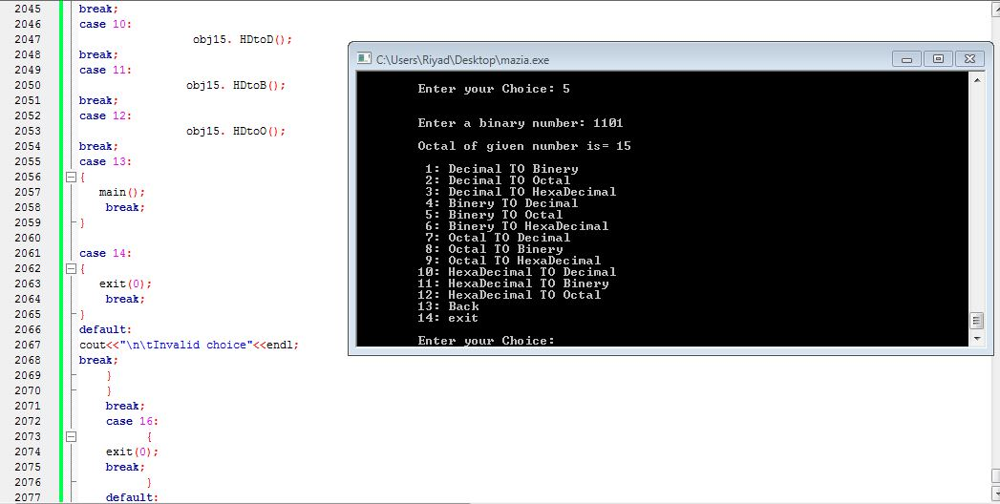 2045 break;
2046 case 10:
2047 obj15. HDtoD();
2048 break;
2049 case 11:
2050 obj15. HDtoB();
2051 break;
2052 case 12:
2053 obj15. HDtoO();
2054 break;
2055 case 13:
2056 {
2057 main();
2058 break;
2059 }
2060
2061 case 14:
2062 {
2063 exit(0);
2064 break;
2065 }
2066 default:
2067 cout<<"\n\tInvalid choice"<<endl;
2068 break;
2069 }
2070 }
2071 break;
2072 case 16:
2073 {
2074 exit(0);
2075 break;
2076 }
2077 default:
C:\Users\Riyad\Desktop\mazia.exe
Enter your Choice: 5
Enter a binary number: 1101
Octal of given number is= 15
1: Decimal TO Binery
2: Decimal TO Octal
3: Decimal TO HexaDecimal
4: Binery TO Decimal
5: Binery TO Octal
6: Binery TO HexaDecimal
7: Octal TO Decimal
8: Octal TO Binery
9: Octal TO HexaDecimal
10: HexaDecimal TO Decimal
11: HexaDecimal TO Binery
12: HexaDecimal TO Octal
13: Back
14: exit
Enter your Choice: